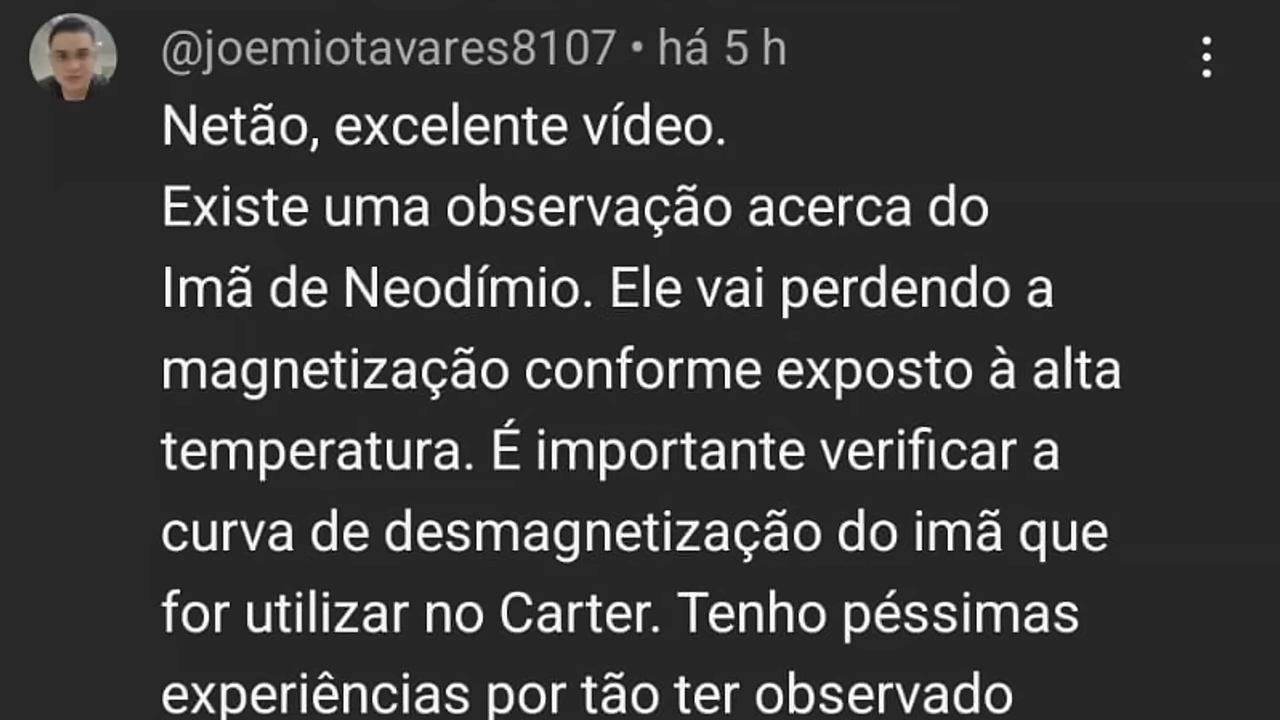 @joemiotavares8107 • há 5 h
Netão, excelente vídeo.
Existe uma observação acerca do
Imã de Neodímio. Ele vai perdendo a
magnetização conforme exposto à alta
temperatura. É importante verificar a
curva de desmagnetização do imã que
for utilizar no Carter. Tenho péssimas
experiências por tão ter observado